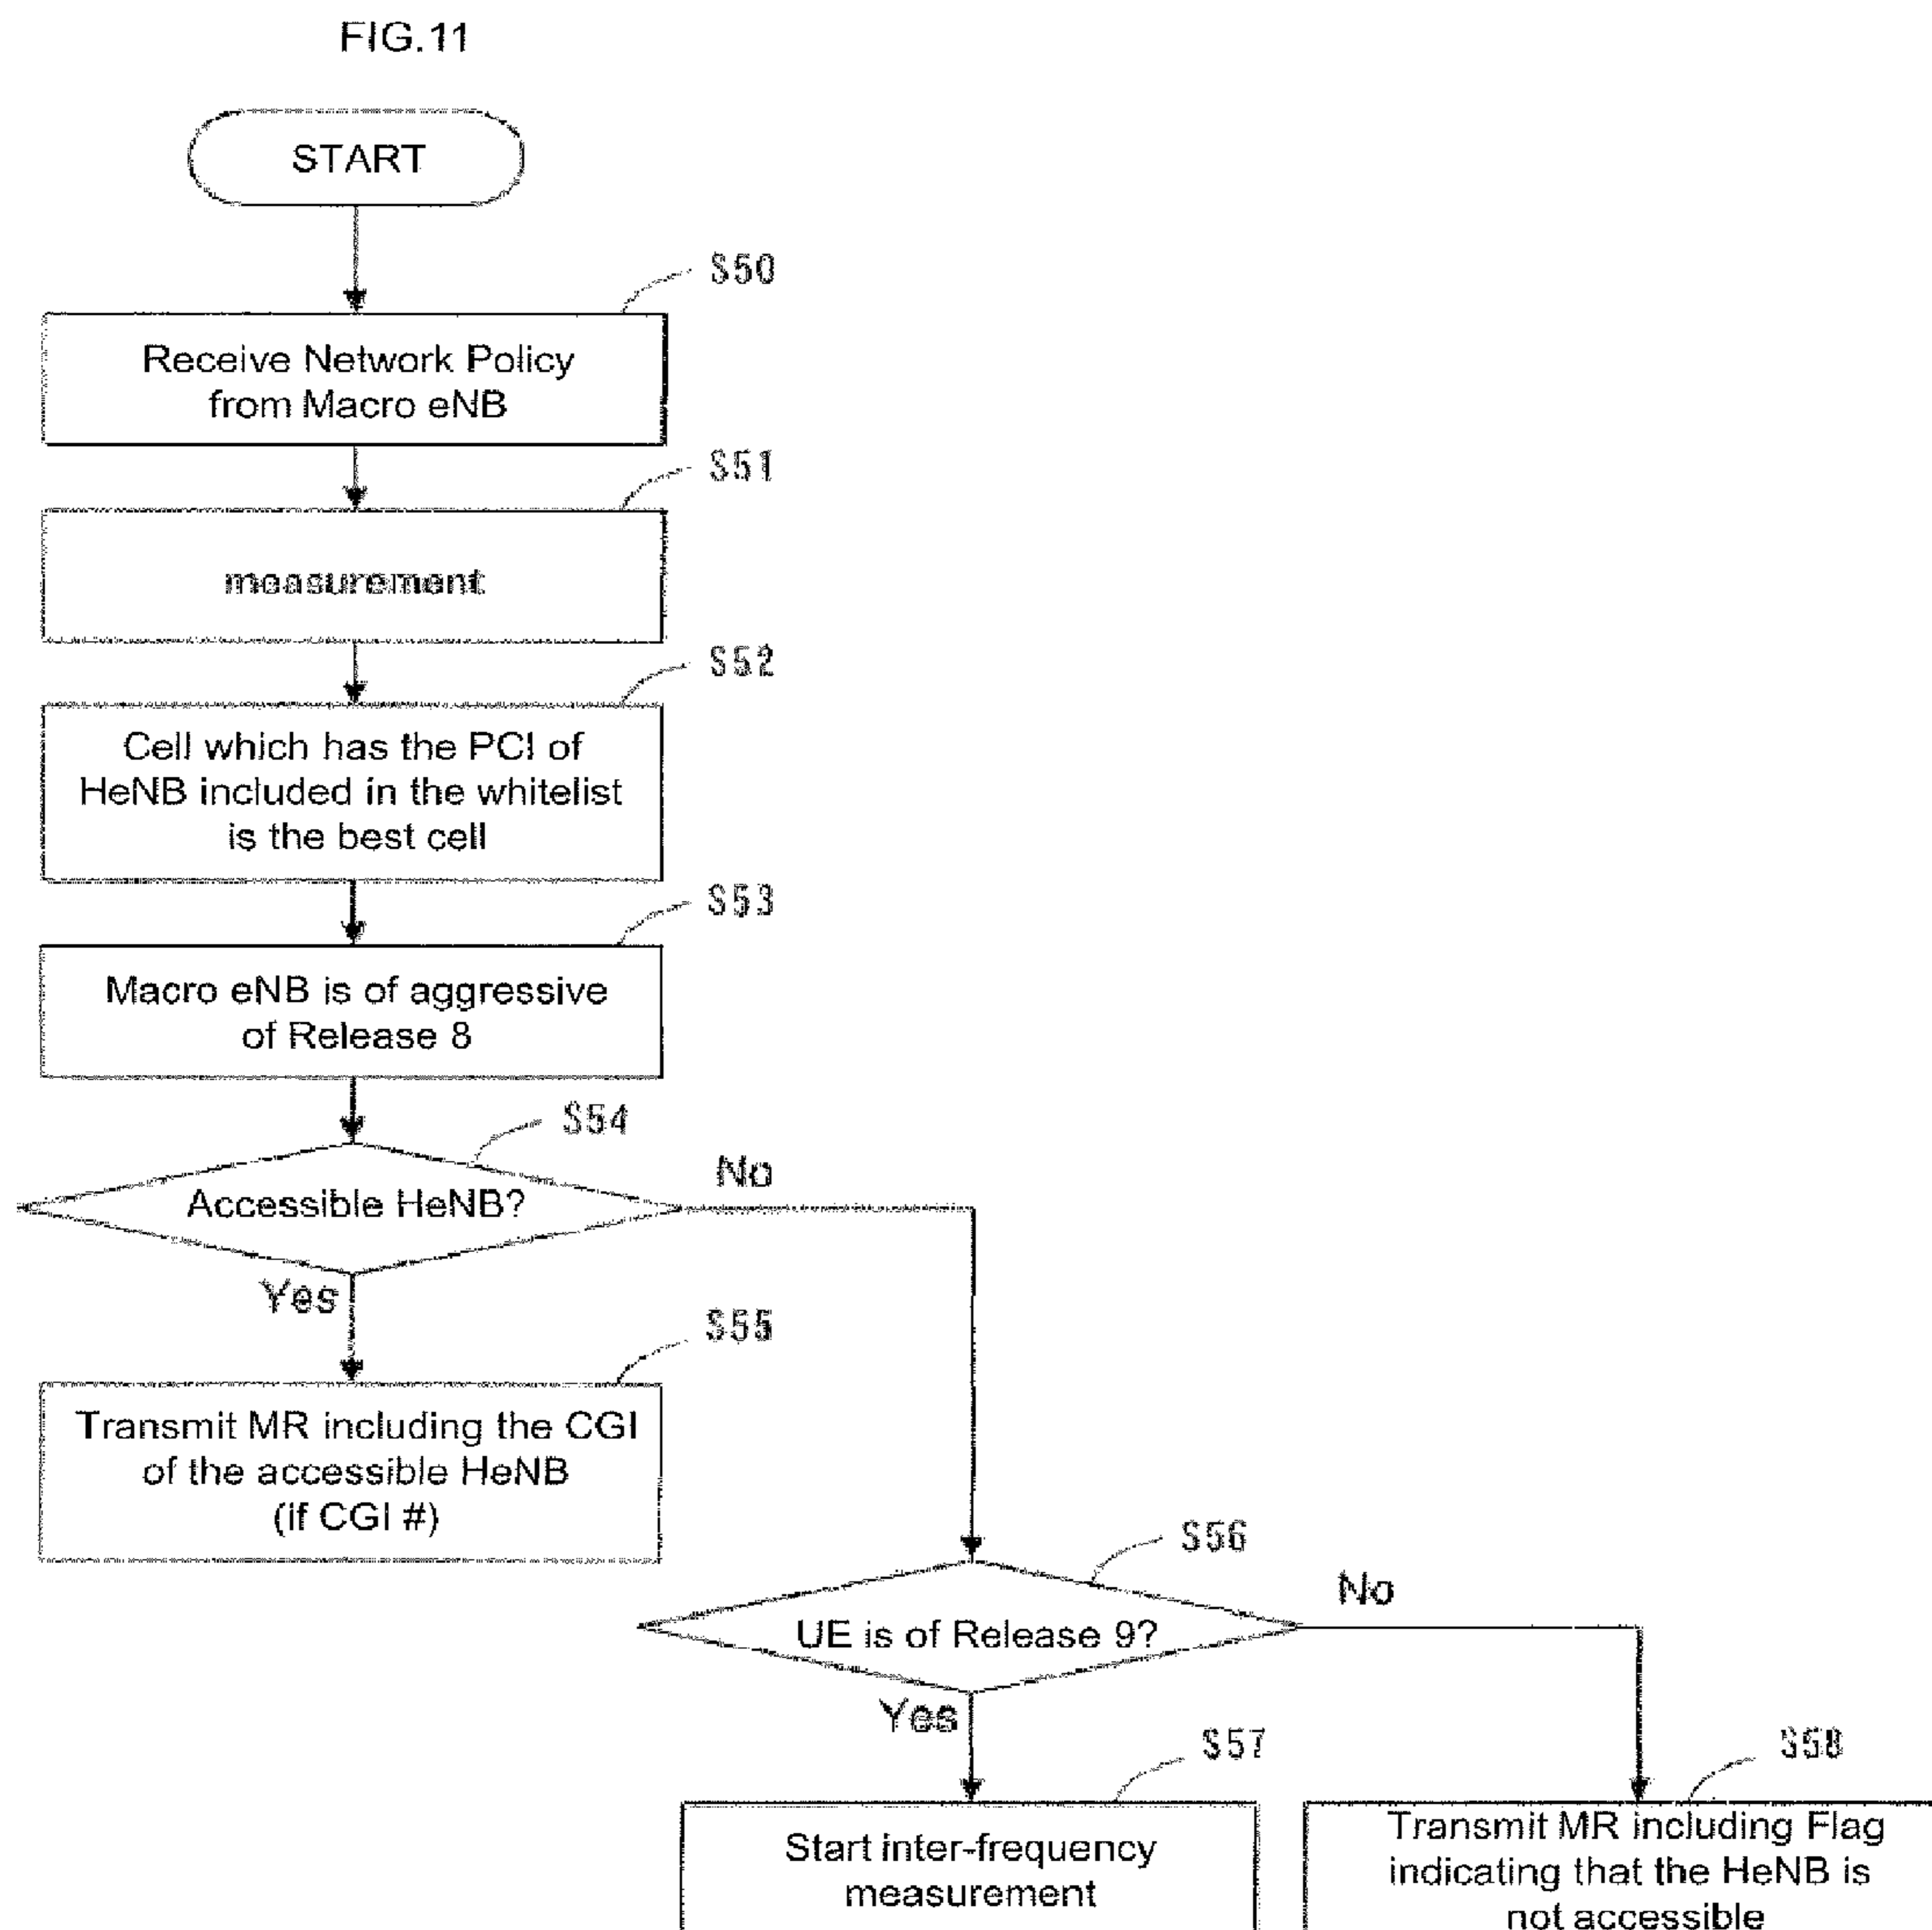 FIG.11
START
S50
Receive Network Policy
from Macro eNB
S51
measurement
S52
Cell which has the PCI of
HeNB included in the whitelist
is the best cell
S53
Macro eNB is of aggressive
of Release 8
S54
Accessible HeNB?
No
Yes
S55
Transmit MR including the CGI
of the accessible HeNB
(if CGI #)
S56
UE is of Release 9?
No
Yes
S57
Start inter-frequency
measurement
S58
Transmit MR including Flag
indicating that the HeNB is
not accessible